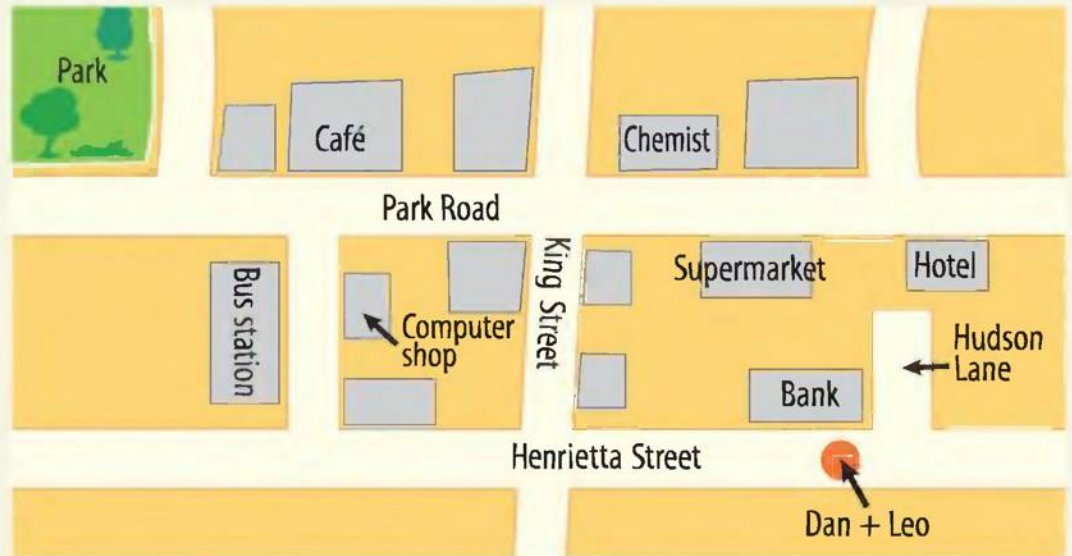 Park
Café
Chemist
Park Road
Bus station
Computer
shop
King Street
Supermarket
Hotel
Hudson
Lane
Bank
Henrietta Street
Dan + Leo